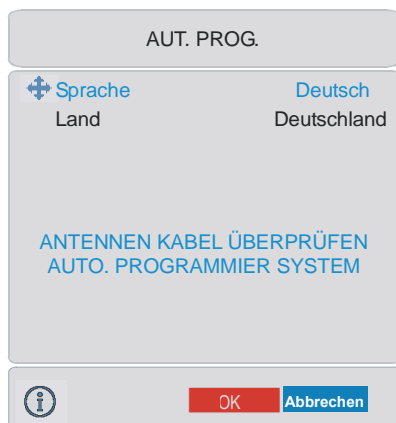 AUT. PROG.
Sprache Deutsch
Land Deutschland
ANTENNEN KABEL ÜBERPRÜFEN
AUTO. PROGRAMMIER SYSTEM
OK Abbrechen